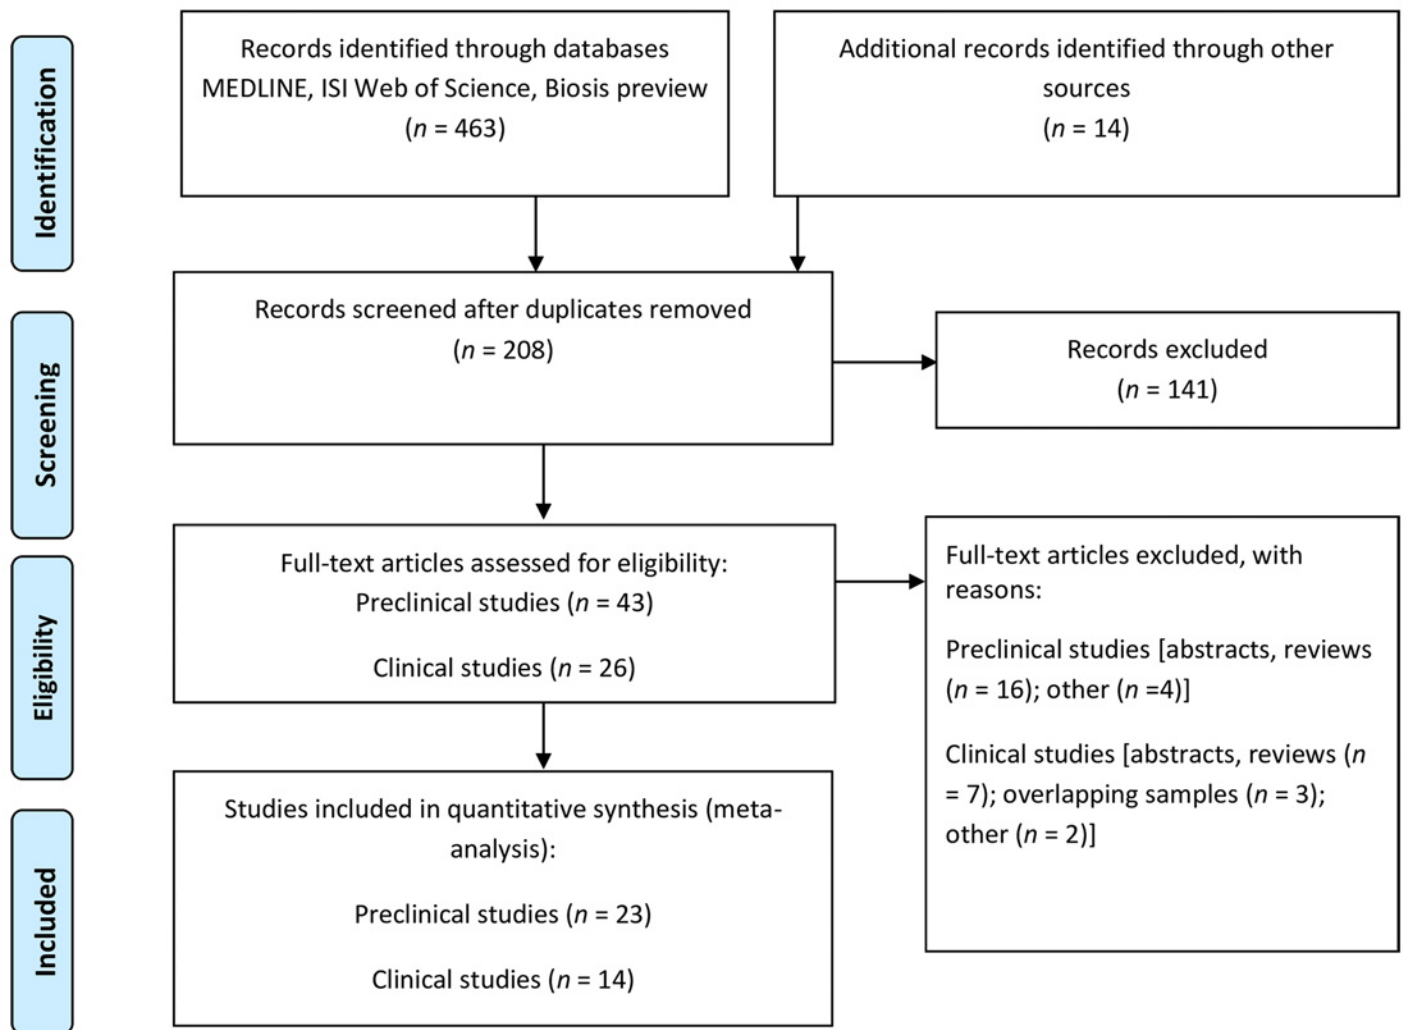 Identification
Records identified through databases
MEDLINE, ISI Web of Science, Biosis preview
(n = 463)
Additional records identified through other
sources
(n = 14)
Screening
Records screened after duplicates removed
(n = 208)
Records excluded
(n = 141)
Eligibility
Full-text articles assessed for eligibility:
Preclinical studies (n = 43)
Clinical studies (n = 26)
Full-text articles excluded, with
reasons:
Preclinical studies [abstracts, reviews
(n = 16); other (n =4)]
Clinical studies [abstracts, reviews (n
= 7); overlapping samples (n = 3);
other (n = 2)]
Included
Studies included in quantitative synthesis (meta-
analysis):
Preclinical studies (n = 23)
Clinical studies (n = 14)